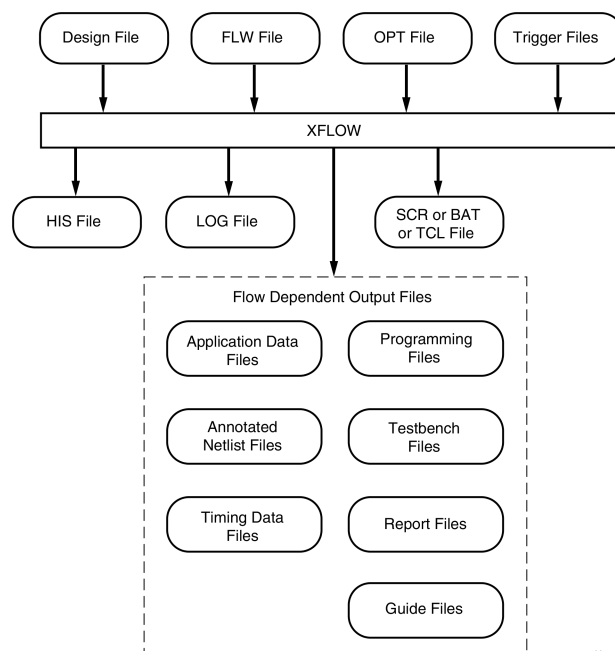 Design File
FLW File
OPT File
Trigger Files
XFLOW
HIS File
LOG File
SCR or BAT
or TCL File
Flow Dependent Output Files
Application Data
Files
Programming
Files
Annotated
Netlist Files
Testbench
Files
Timing Data
Files
Report Files
Guide Files